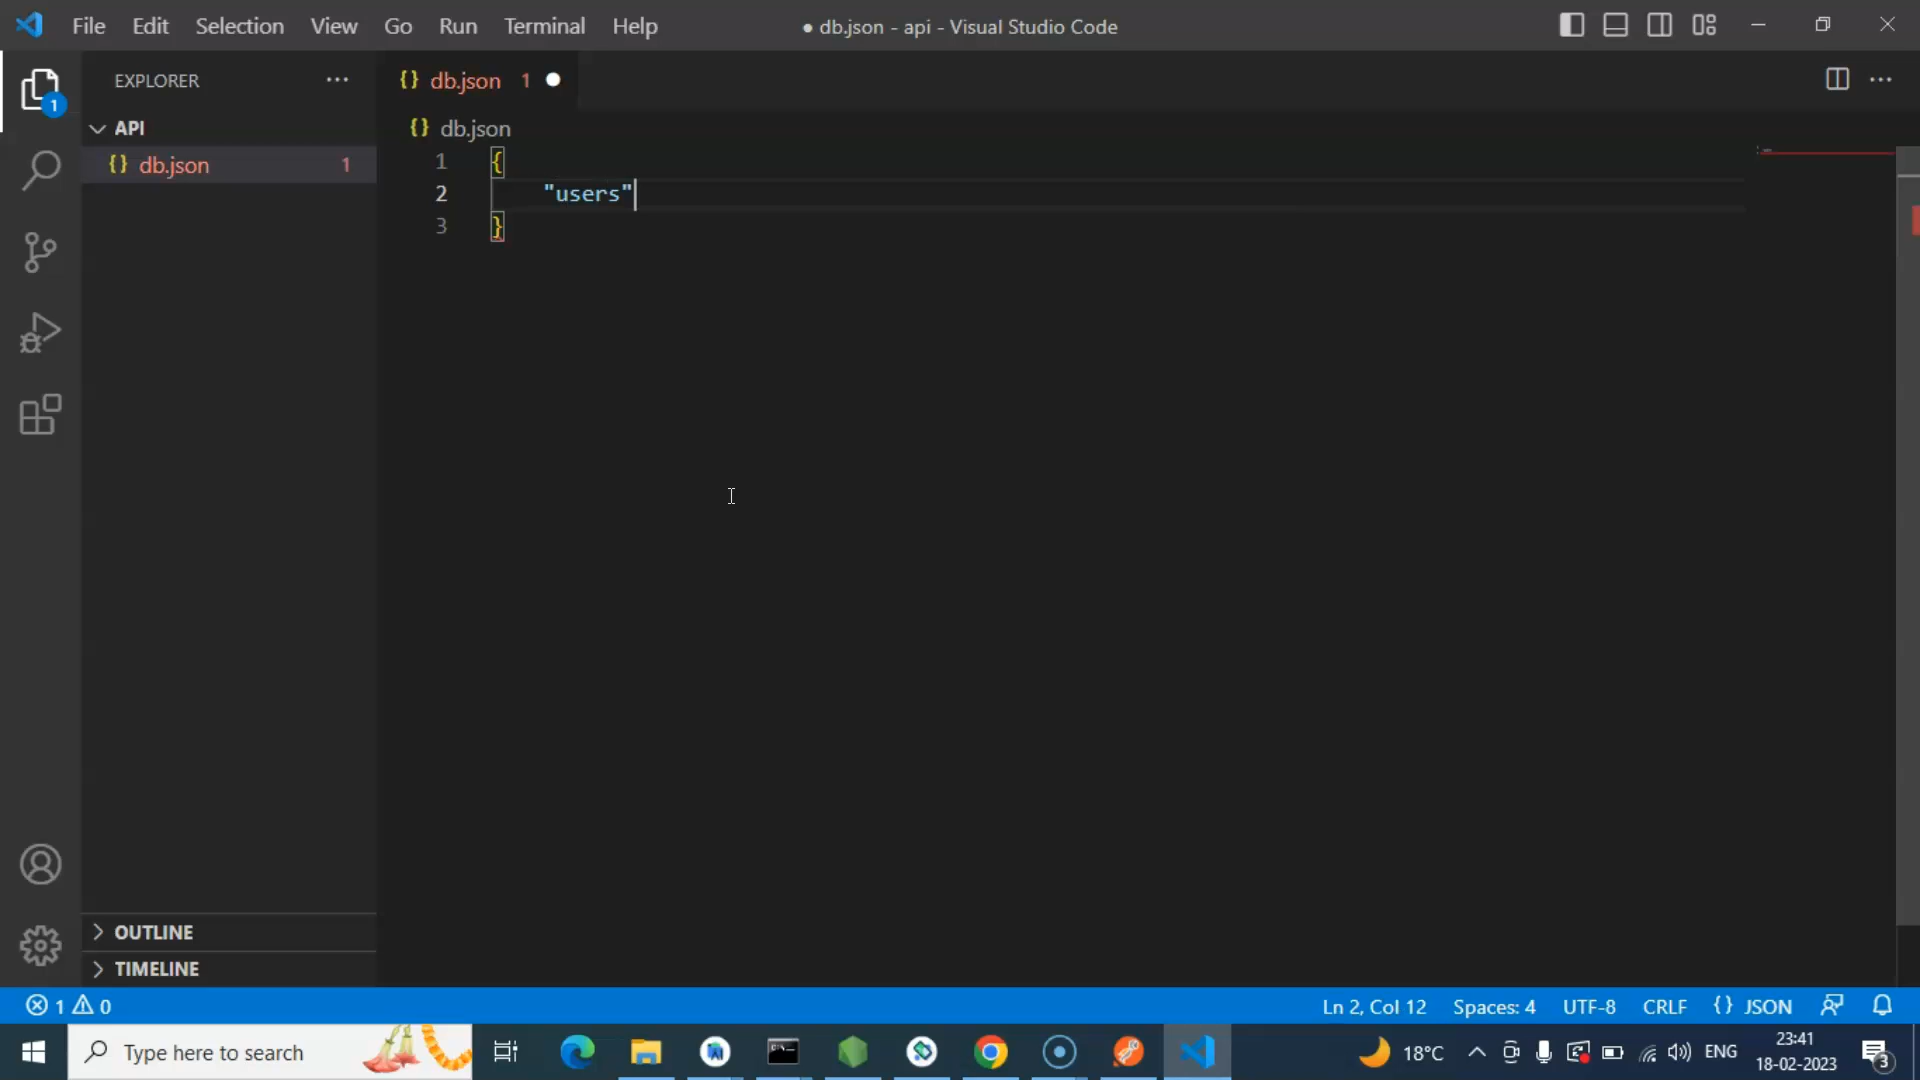 File Edit Selection View Go Run Terminal Help
● db.json - api - Visual Studio Code
EXPLORER
API
{} db.json 1
{} db.json 1 ●
{} db.json
1 {
2 "users"
3 }
1
OUTLINE
TIMELINE
1 0
Ln 2, Col 12 Spaces: 4 UTF-8 CRLF {} JSON
Type here to search
18°C ENG
23:41
18-02-2023
3